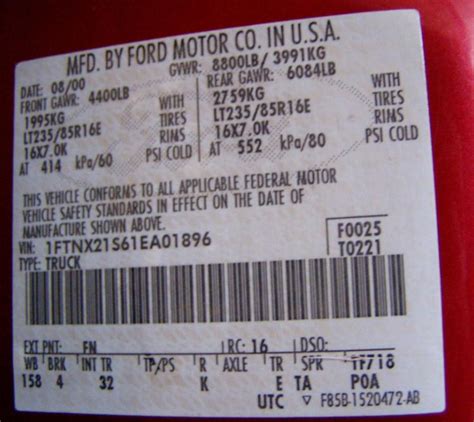 MFD. BY FORD MOTOR CO. IN U.S.A.
DATE: 08/00 GVWR: 8800LB/ 3991KG
FRONT GAWR: 4400LB REAR GAWR: 6084LB
1995KG WITH 2759KG WITH
LT235/85R16E TIRES LT235/85R16E TIRES
16X7.0K RIMS 16X7.0K RIMS
AT 414 kPa/60 PSI COLD AT 552 kPa/80 PSI COLD
THIS VEHICLE CONFORMS TO ALL APPLICABLE FEDERAL MOTOR
VEHICLE SAFETY STANDARDS IN EFFECT ON THE DATE OF
MANUFACTURE SHOWN ABOVE.
VIN: 1FTNX21S61EA01896 F0025
TYPE: TRUCK T0221
EXT PNT: FN RC: 16 DSO:
WB BRK INT TR TP/PS R AXLE TR SPR 1F718
158 4 32 K E TA POA
UTC F85B-1520472-AB